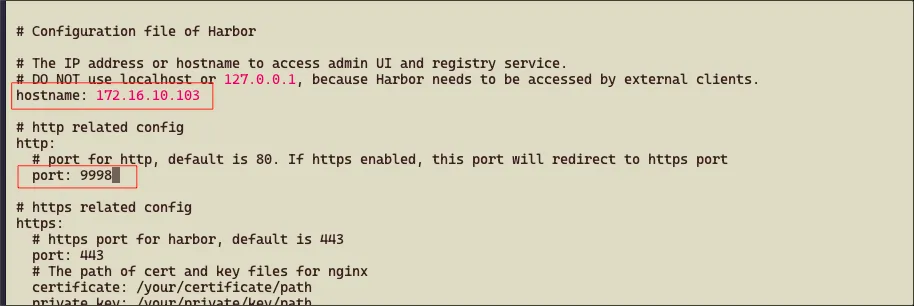 # Configuration file of Harbor
# The IP address or hostname to access admin UI and registry service.
# DO NOT use localhost or 127.0.0.1, because Harbor needs to be accessed by external clients.
hostname: 172.16.10.103
# http related config
http:
# port for http, default is 80. If https enabled, this port will redirect to https port
port: 9998
# https related config
https:
# https port for harbor, default is 443
port: 443
# The path of cert and key files for nginx
certificate: /your/certificate/path
private_key: /your/private/key/path